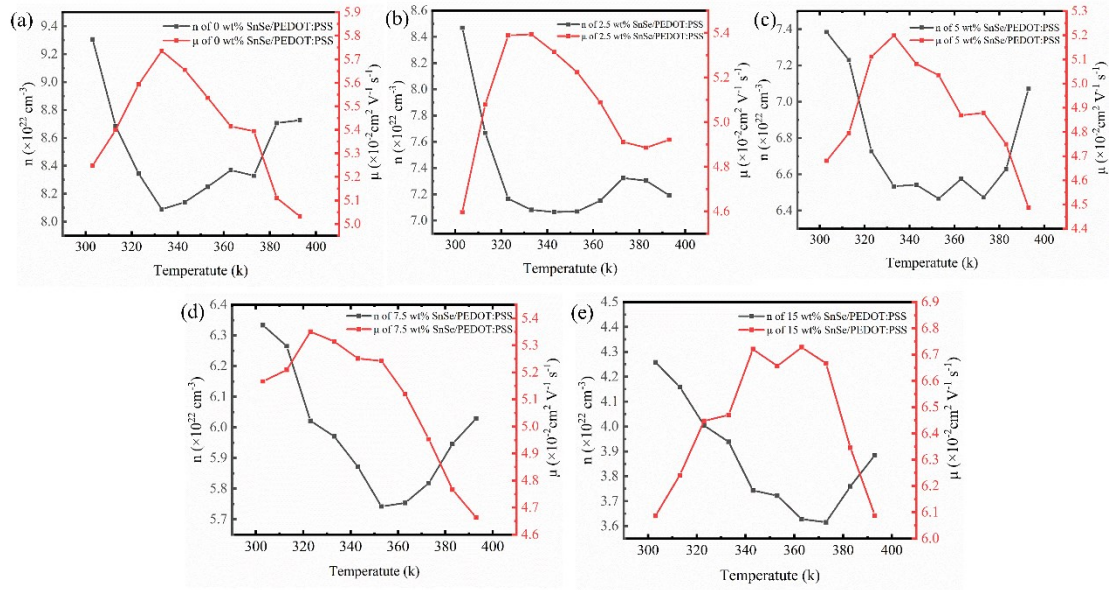 (a)
n of 0 wt% SnSe/PEDOT:PSS
μ of 0 wt% SnSe/PEDOT:PSS
n (×10²² cm⁻³)
9.4
9.2
9.0
8.8
8.6
8.4
8.2
8.0
μ (×10⁻²cm² V⁻¹ s⁻¹)
5.9
5.8
5.7
5.6
5.5
5.4
5.3
5.2
5.1
5.0
300 320 340 360 380 400
Temperatute (k)
(b)
n of 2.5 wt% SnSe/PEDOT:PSS
μ of 2.5 wt% SnSe/PEDOT:PSS
n (×10²² cm⁻³)
8.6
8.4
8.2
8.0
7.8
7.6
7.4
7.2
7.0
μ (×10⁻²cm² V⁻¹ s⁻¹)
5.4
5.2
5.0
4.8
4.6
300 320 340 360 380 400
Temperatute (k)
(c)
n of 5 wt% SnSe/PEDOT:PSS
μ of 5 wt% SnSe/PEDOT:PSS
n (×10²² cm⁻³)
7.4
7.2
7.0
6.8
6.6
6.4
μ (×10⁻²cm² V⁻¹ s⁻¹)
5.3
5.2
5.1
5.0
4.9
4.8
4.7
4.6
4.5
4.4
300 320 340 360 380 400
Temperatute (k)
(d)
n of 7.5 wt% SnSe/PEDOT:PSS
μ of 7.5 wt% SnSe/PEDOT:PSS
n (×10²² cm⁻³)
6.4
6.3
6.2
6.1
6.0
5.9
5.8
5.7
μ (×10⁻²cm² V⁻¹ s⁻¹)
5.4
5.3
5.2
5.1
5.0
4.9
4.8
4.7
4.6
300 320 340 360 380 400
Temperatute (k)
(e)
n of 15 wt% SnSe/PEDOT:PSS
μ of 15 wt% SnSe/PEDOT:PSS
n (×10²² cm⁻³)
4.5
4.4
4.3
4.2
4.1
4.0
3.9
3.8
3.7
3.6
μ (×10⁻²cm² V⁻¹ s⁻¹)
6.9
6.8
6.7
6.6
6.5
6.4
6.3
6.2
6.1
6.0
300 320 340 360 380 400
Temperatute (k)